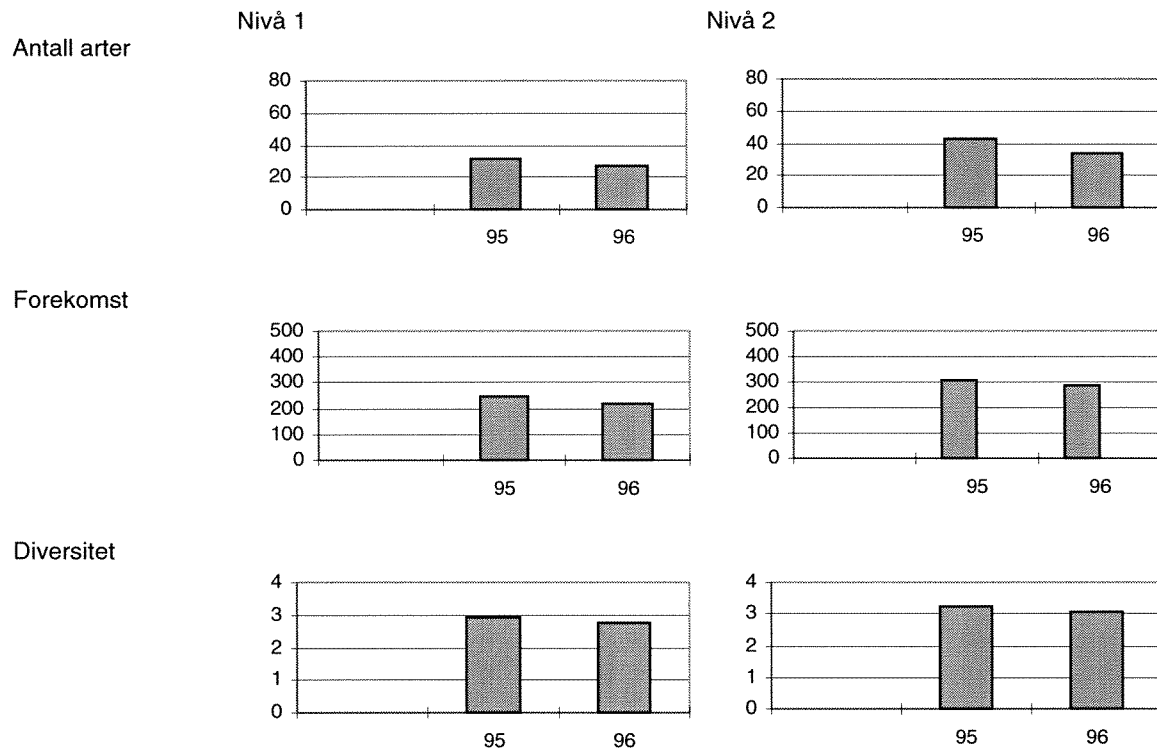 Nivå 1 Nivå 2
Antall arter
80 80
60 60
40 40
20 20
0 0
95 96 95 96
Forekomst
500 500
400 400
300 300
200 200
100 100
0 0
95 96 95 96
Diversitet
4 4
3 3
2 2
1 1
0 0
95 96 95 96